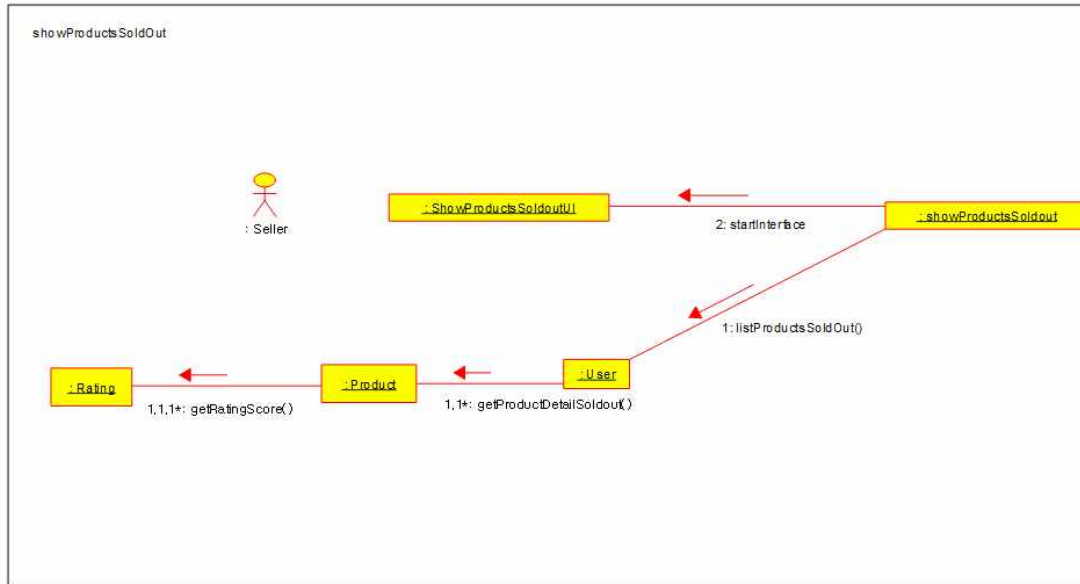 showProductsSoldOut
: ShowProductsSoldoutUI
: showProductsSoldout
: Seller
2: startInterface
1: listProductsSoldOut()
: User
: Product
: Rating
1,1*: getProductDetailSoldout()
1,1,1*: getRatingScore()